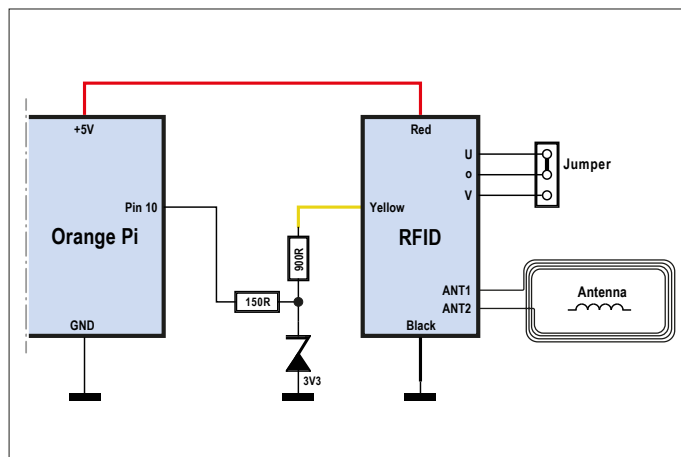 +5V
Red
U
o
V
Jumper
Pin 10
Yellow
Orange Pi
RFID
900R
150R
ANT1
ANT2
Antenna
GND
Black
3V3